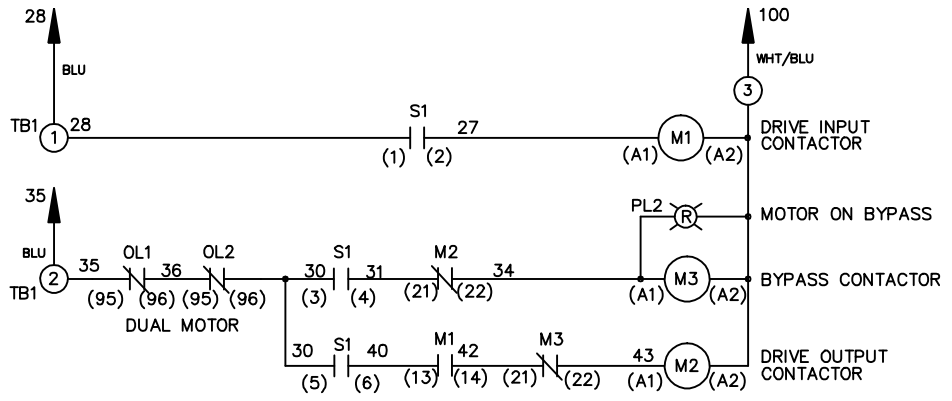 28 100
BLU WHT/BLU
3
TB1 1 28 S1 27 M1 DRIVE INPUT
(1) (2) (A1) (A2) CONTACTOR
35 PL2 R MOTOR ON BYPASS
BLU OL1 OL2 S1 M2
TB1 2 35 36 30 31 34 M3 BYPASS CONTACTOR
(95) (96) (95) (96) (3) (4) (21) (22) (A1) (A2)
DUAL MOTOR
30 S1 40 M1 42 M3 43 M2 DRIVE OUTPUT
(5) (6) (13) (14) (21) (22) (A1) (A2) CONTACTOR